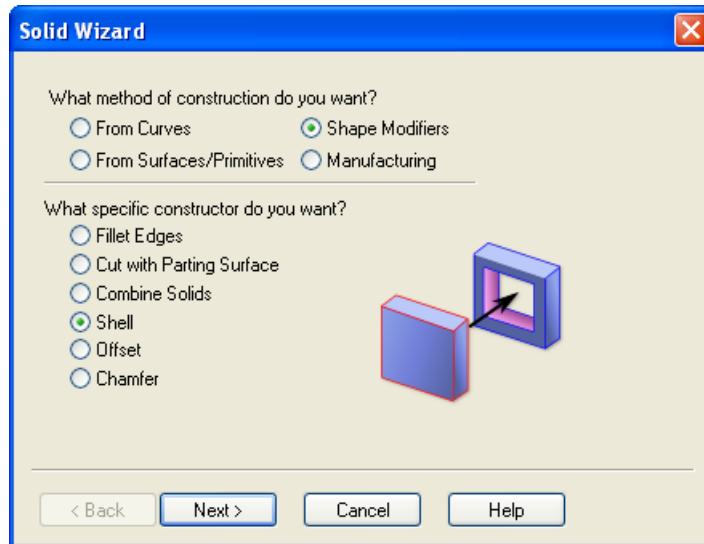 Solid Wizard
What method of construction do you want?
From Curves
Shape Modifiers
From Surfaces/Primitives
Manufacturing
What specific constructor do you want?
Fillet Edges
Cut with Parting Surface
Combine Solids
Shell
Offset
Chamfer
< Back
Next >
Cancel
Help